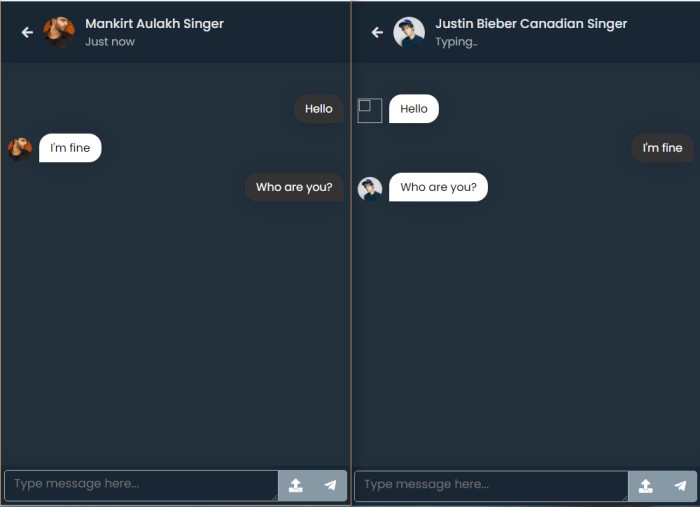 Mankirt Aulakh Singer
Just now
Hello
I'm fine
Who are you?
Type message here...
Justin Bieber Canadian Singer
Typing..
Hello
I'm fine
Who are you?
Type message here...